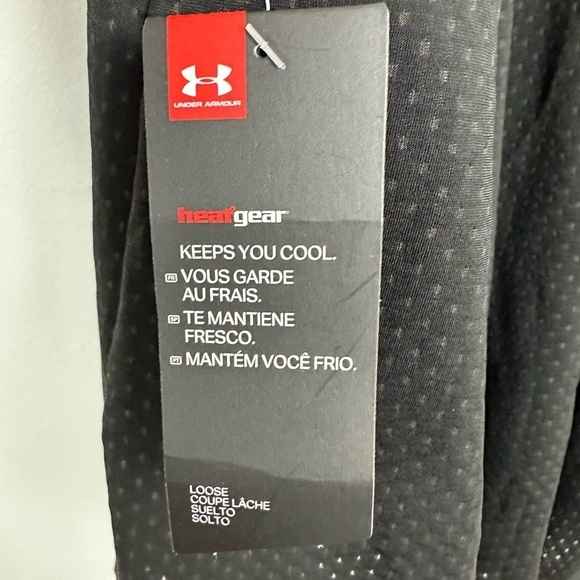 UNDER ARMOUR
heatgear
KEEPS YOU COOL.
FR VOUS GARDE
AU FRAIS.
SP TE MANTIENE
FRESCO.
PT MANTÉM VOCÊ FRIO.
LOOSE
COUPE LÂCHE
SUELTO
SOLTO